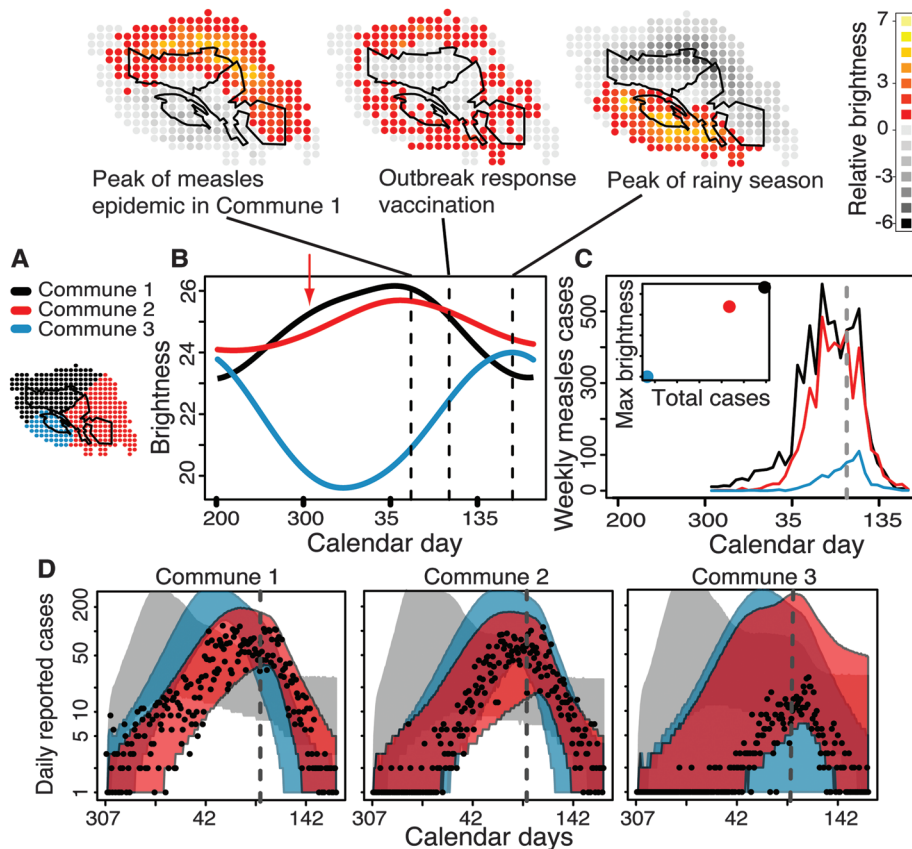 Peak of measles
epidemic in Commune 1
Outbreak response
vaccination
Peak of rainy season
Relative brightness
7
3
0
-3
-6
A
Commune 1
Commune 2
Commune 3
B
Brightness
26
24
22
20
200
300
35
135
Calendar day
C
Weekly measles cases
500
300
100
0
Max brightness
Total cases
200
300
35
135
Calendar day
D
Commune 1
Commune 2
Commune 3
Daily reported cases
200
50
10
5
1
307
42
142
307
42
142
307
42
142
Calendar days